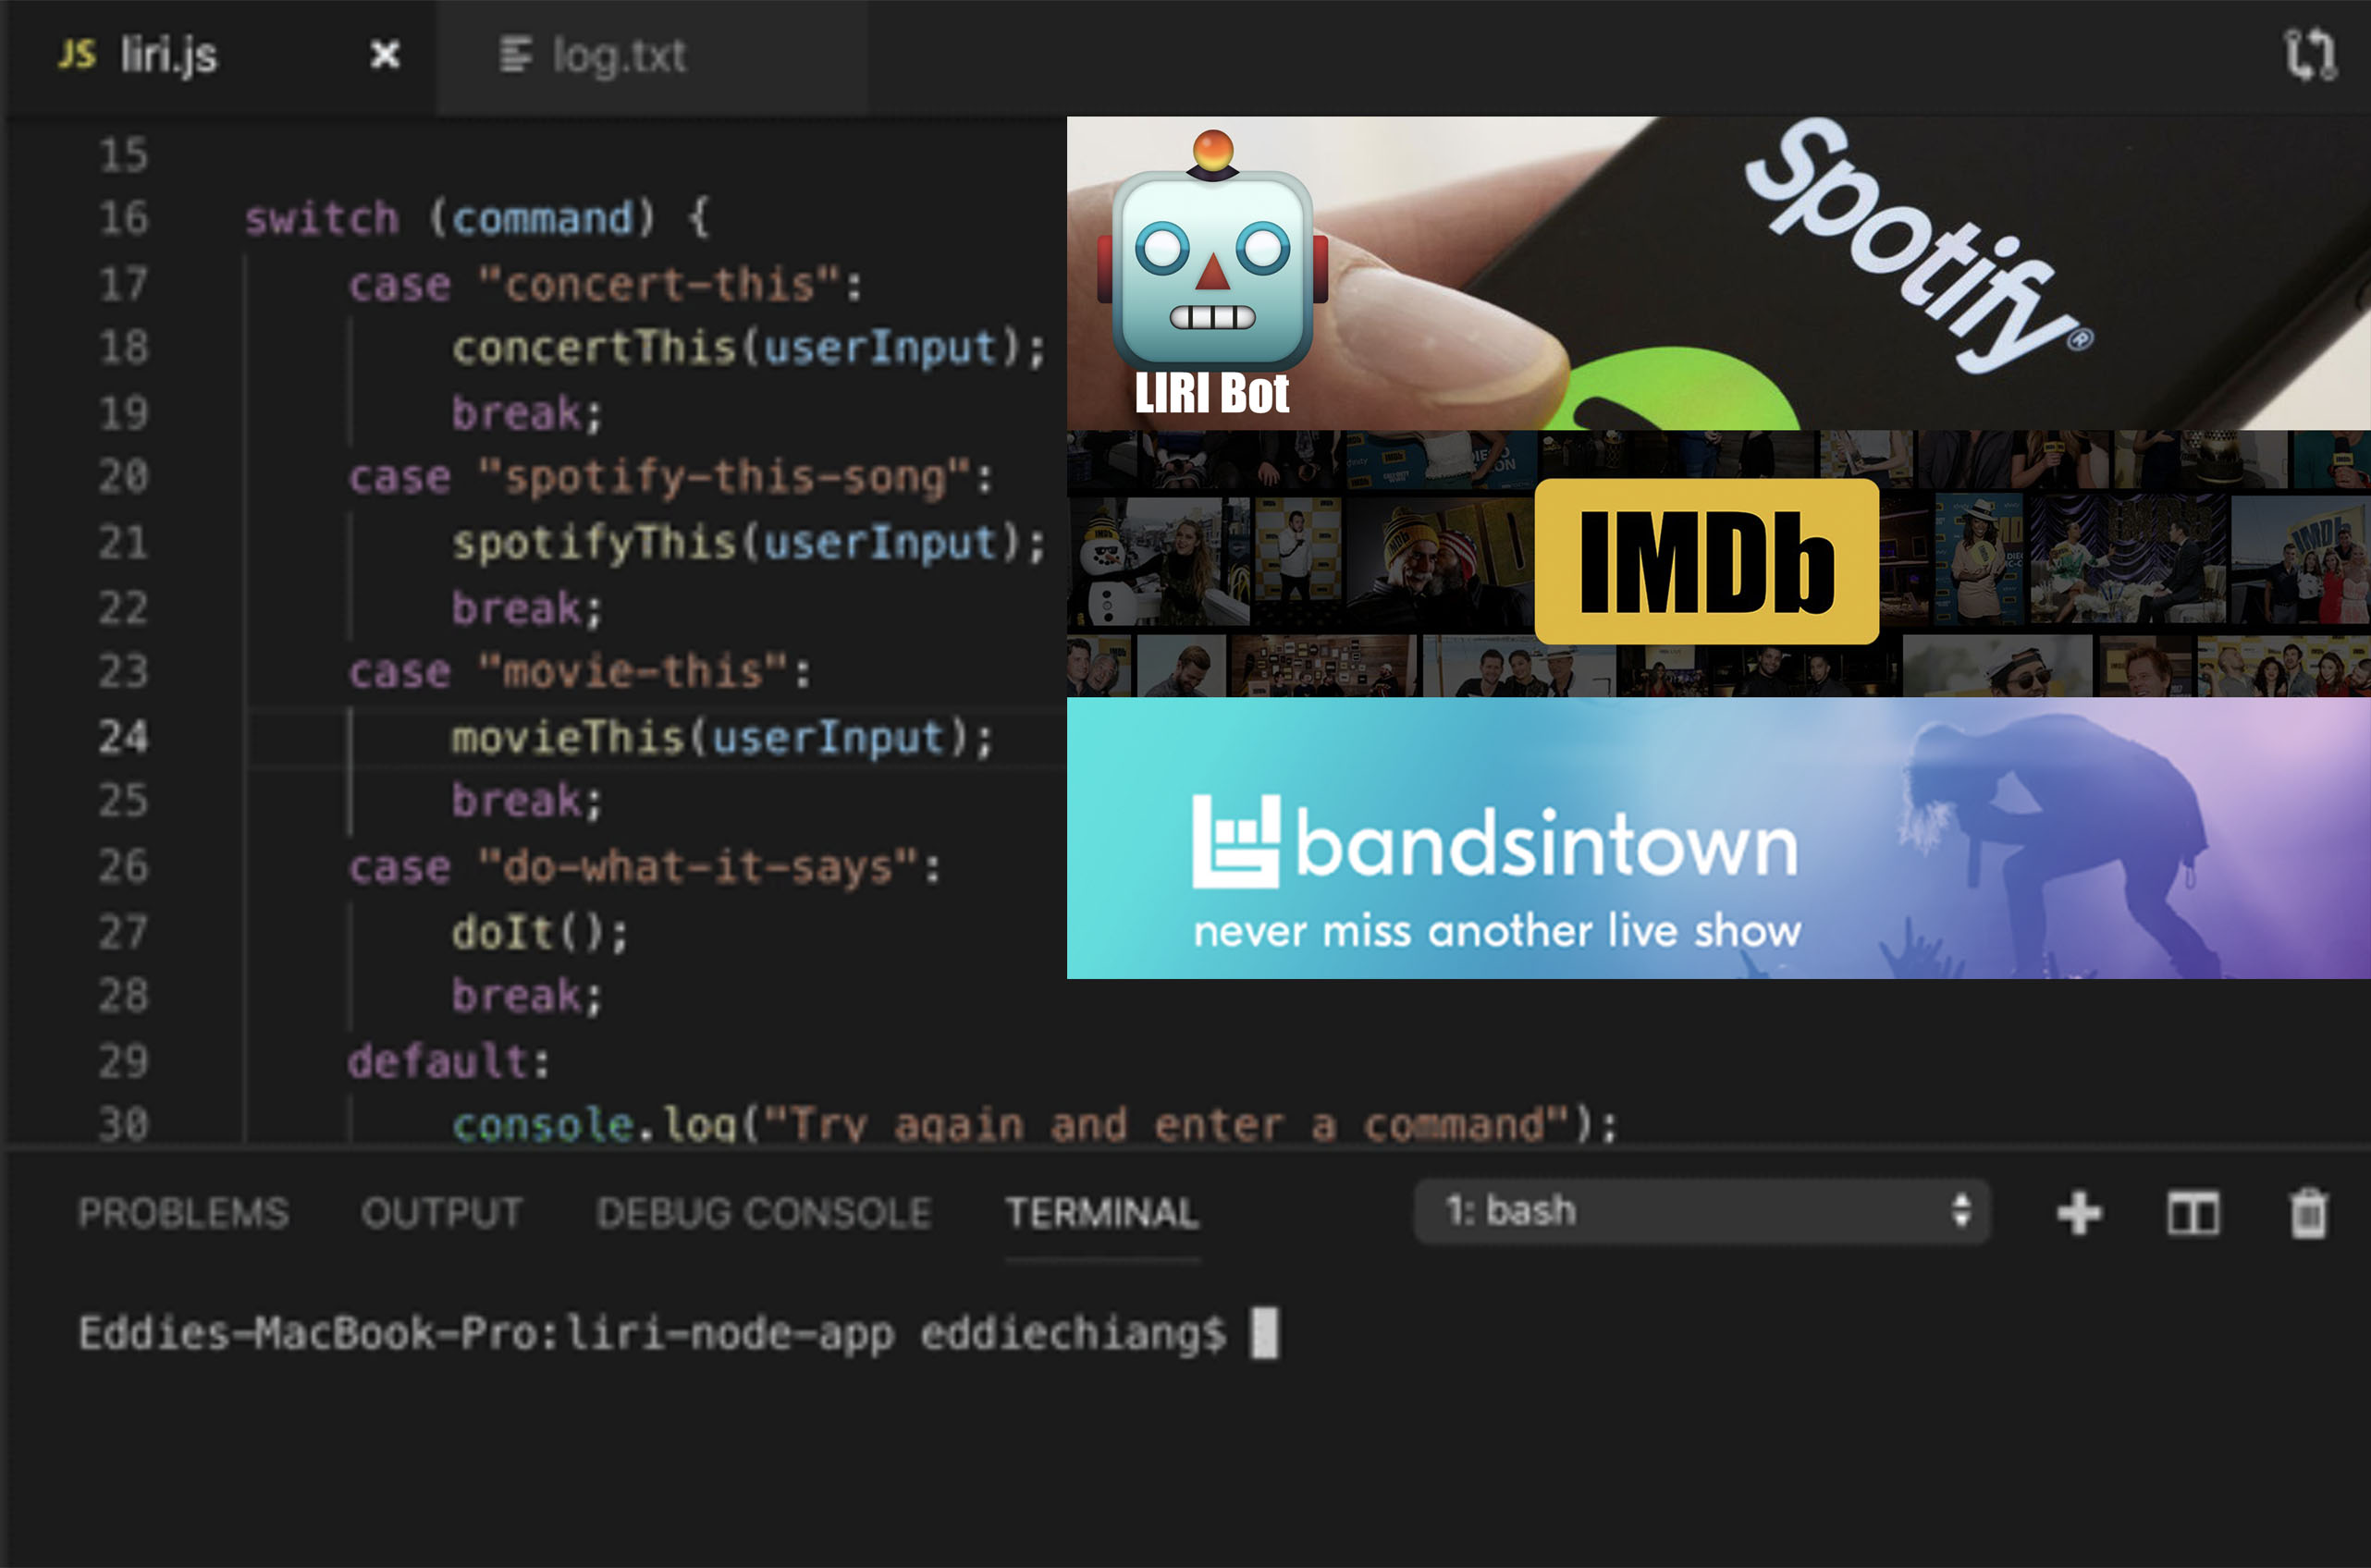 JS liri.js × log.txt
15
16 switch (command) {
17 case "concert-this":
18 concertThis(userInput);
19 break;
20 case "spotify-this-song":
21 spotifyThis(userInput);
22 break;
23 case "movie-this":
24 movieThis(userInput);
25 break;
26 case "do-what-it-says":
27 doIt();
28 break;
29 default:
30 console.log("Try again and enter a command");
LIRI Bot
Spotify®
IMDb
bandsintown
never miss another live show
PROBLEMS OUTPUT DEBUG CONSOLE TERMINAL 1: bash
Eddies-MacBook-Pro:liri-node-app eddiechiang$